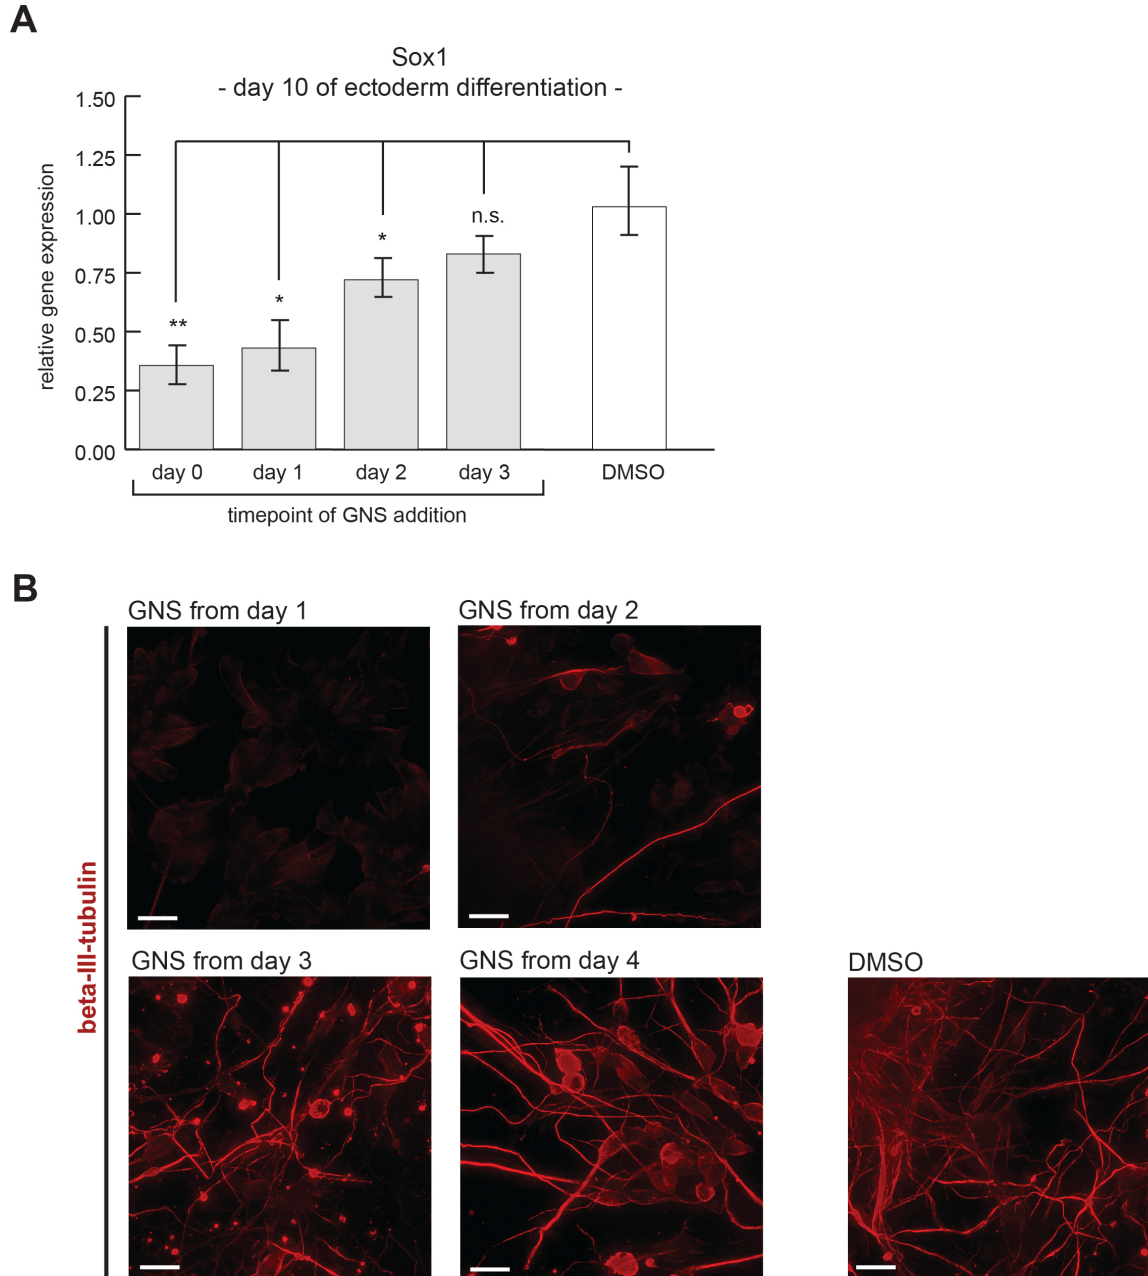 A
Sox1
- day 10 of ectoderm differentiation -
relative gene expression
1.50
1.25
1.00
0.75
0.50
0.25
0.00
**
*
*
n.s.
day 0 day 1 day 2 day 3 DMSO
timepoint of GNS addition
B
beta-III-tubulin
GNS from day 1 GNS from day 2
GNS from day 3 GNS from day 4 DMSO